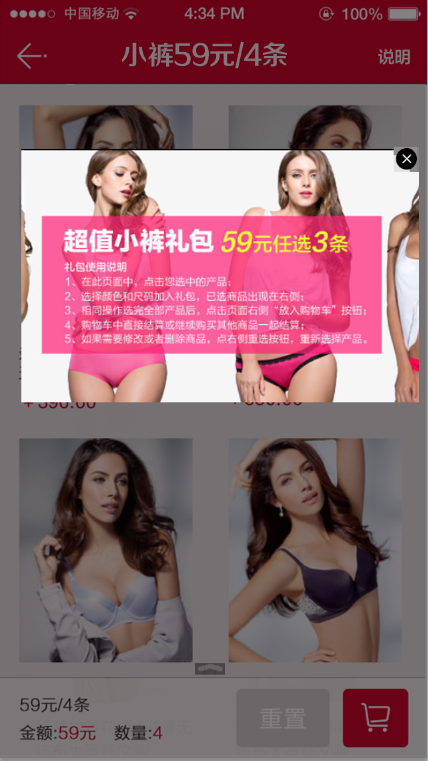 中国移动 4:34 PM 100%
小裤59元/4条 说明
超值小裤礼包 59元任选3条
礼包使用说明
1、在此页面中，点击您选中的产品；
2、选择颜色和尺码加入礼包，已选商品出现在右侧；
3、相同操作选完全部产品后，点击页面右侧“放入购物车”按钮；
4、购物车中直接结算或继续购买其他商品一起结算；
5、如果需要修改或者删除商品，点右侧重选按钮，重新选择产品。
59元/4条
金额:59元 数量:4
重置